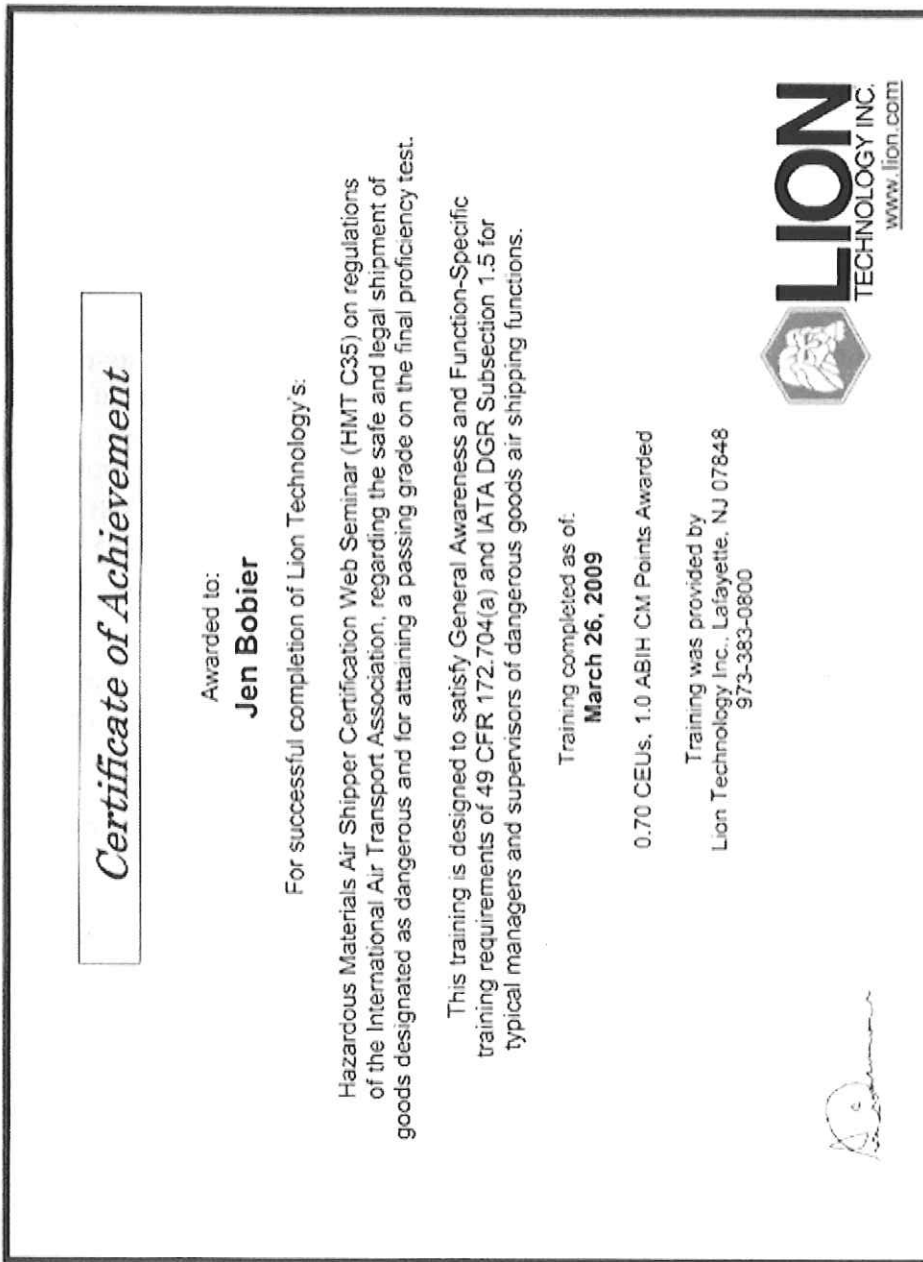 Certificate of Achievement
Awarded to:
Jen Bobier
For successful completion of Lion Technology's:
Hazardous Materials Air Shipper Certification Web Seminar (HMT C35) on regulations
of the International Air Transport Association, regarding the safe and legal shipment of
goods designated as dangerous and for attaining a passing grade on the final proficiency test.
This training is designed to satisfy General Awareness and Function-Specific
training requirements of 49 CFR 172.704(a) and IATA DGR Subsection 1.5 for
typical managers and supervisors of dangerous goods air shipping functions.
Training completed as of:
March 26, 2009
0.70 CEUs, 1.0 ABIH CM Points Awarded
Training was provided by
Lion Technology Inc., Lafayette, NJ 07848
973-383-0800
LION
TECHNOLOGY INC.
www.lion.com